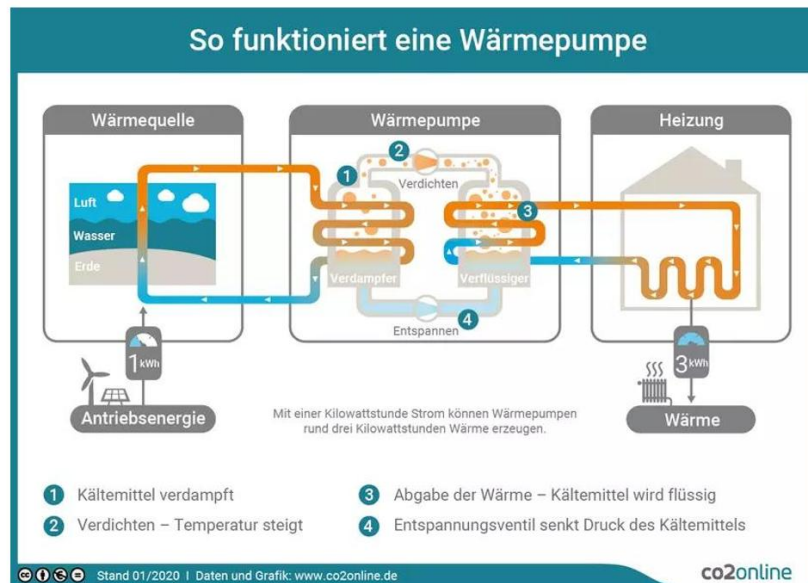 So funktioniert eine Wärmepumpe
Wärmequelle
Wärmepumpe
Heizung
Luft
Wasser
Erde
1
2
Verdichten
3
Verdampfer
Verflüssiger
4
Entspannen
1 kWh
3 kWh
Antriebsenergie
Mit einer Kilowattstunde Strom können Wärmepumpen
rund drei Kilowattstunden Wärme erzeugen.
Wärme
1 Kältemittel verdampft
2 Verdichten – Temperatur steigt
3 Abgabe der Wärme – Kältemittel wird flüssig
4 Entspannungsventil senkt Druck des Kältemittels
Stand 01/2020 I Daten und Grafik: www.co2online.de
co2online